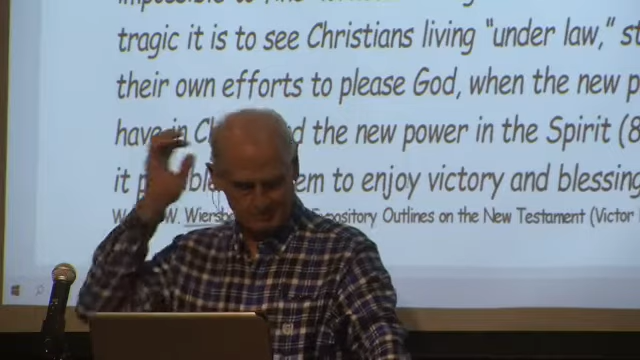 tragic it is to see Christians living "under law," st
their own efforts to please God, when the new p
have in C d the new power in the Spirit (8
it p em to enjoy victory and blessing
W. Wiersb pository Outlines on the New Testament (Victor